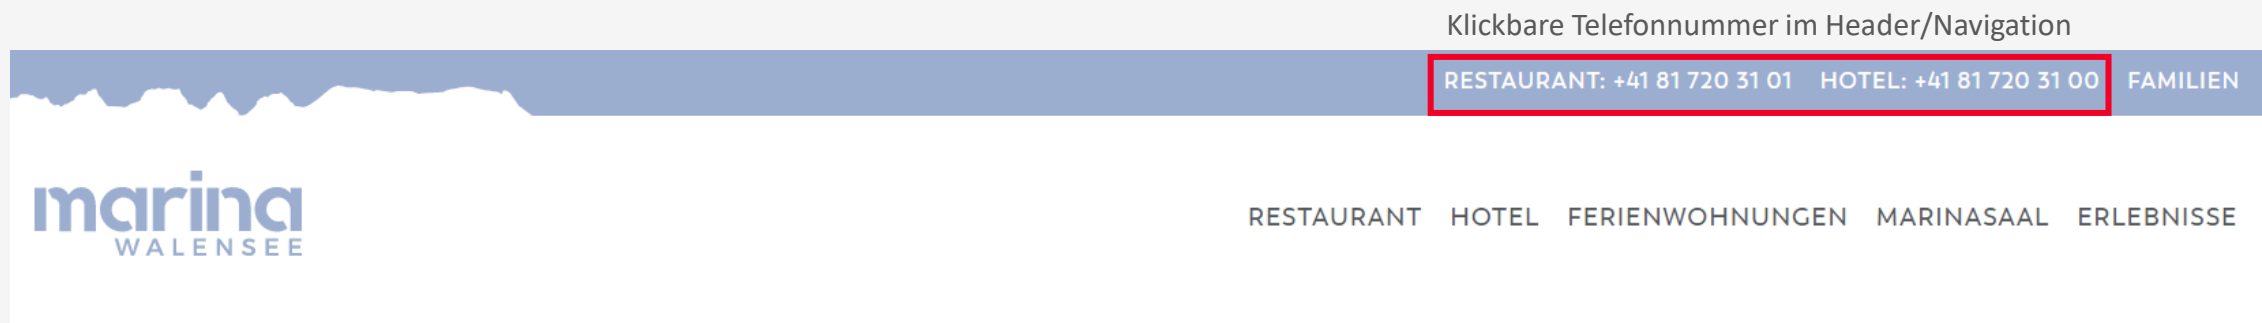 Klickbare Telefonnummer im Header/Navigation
RESTAURANT: +41 81 720 31 01 HOTEL: +41 81 720 31 00 FAMILIEN
marina
WALENSEE
RESTAURANT HOTEL FERIENWOHNUNGEN MARINASAAL ERLEBNISSE